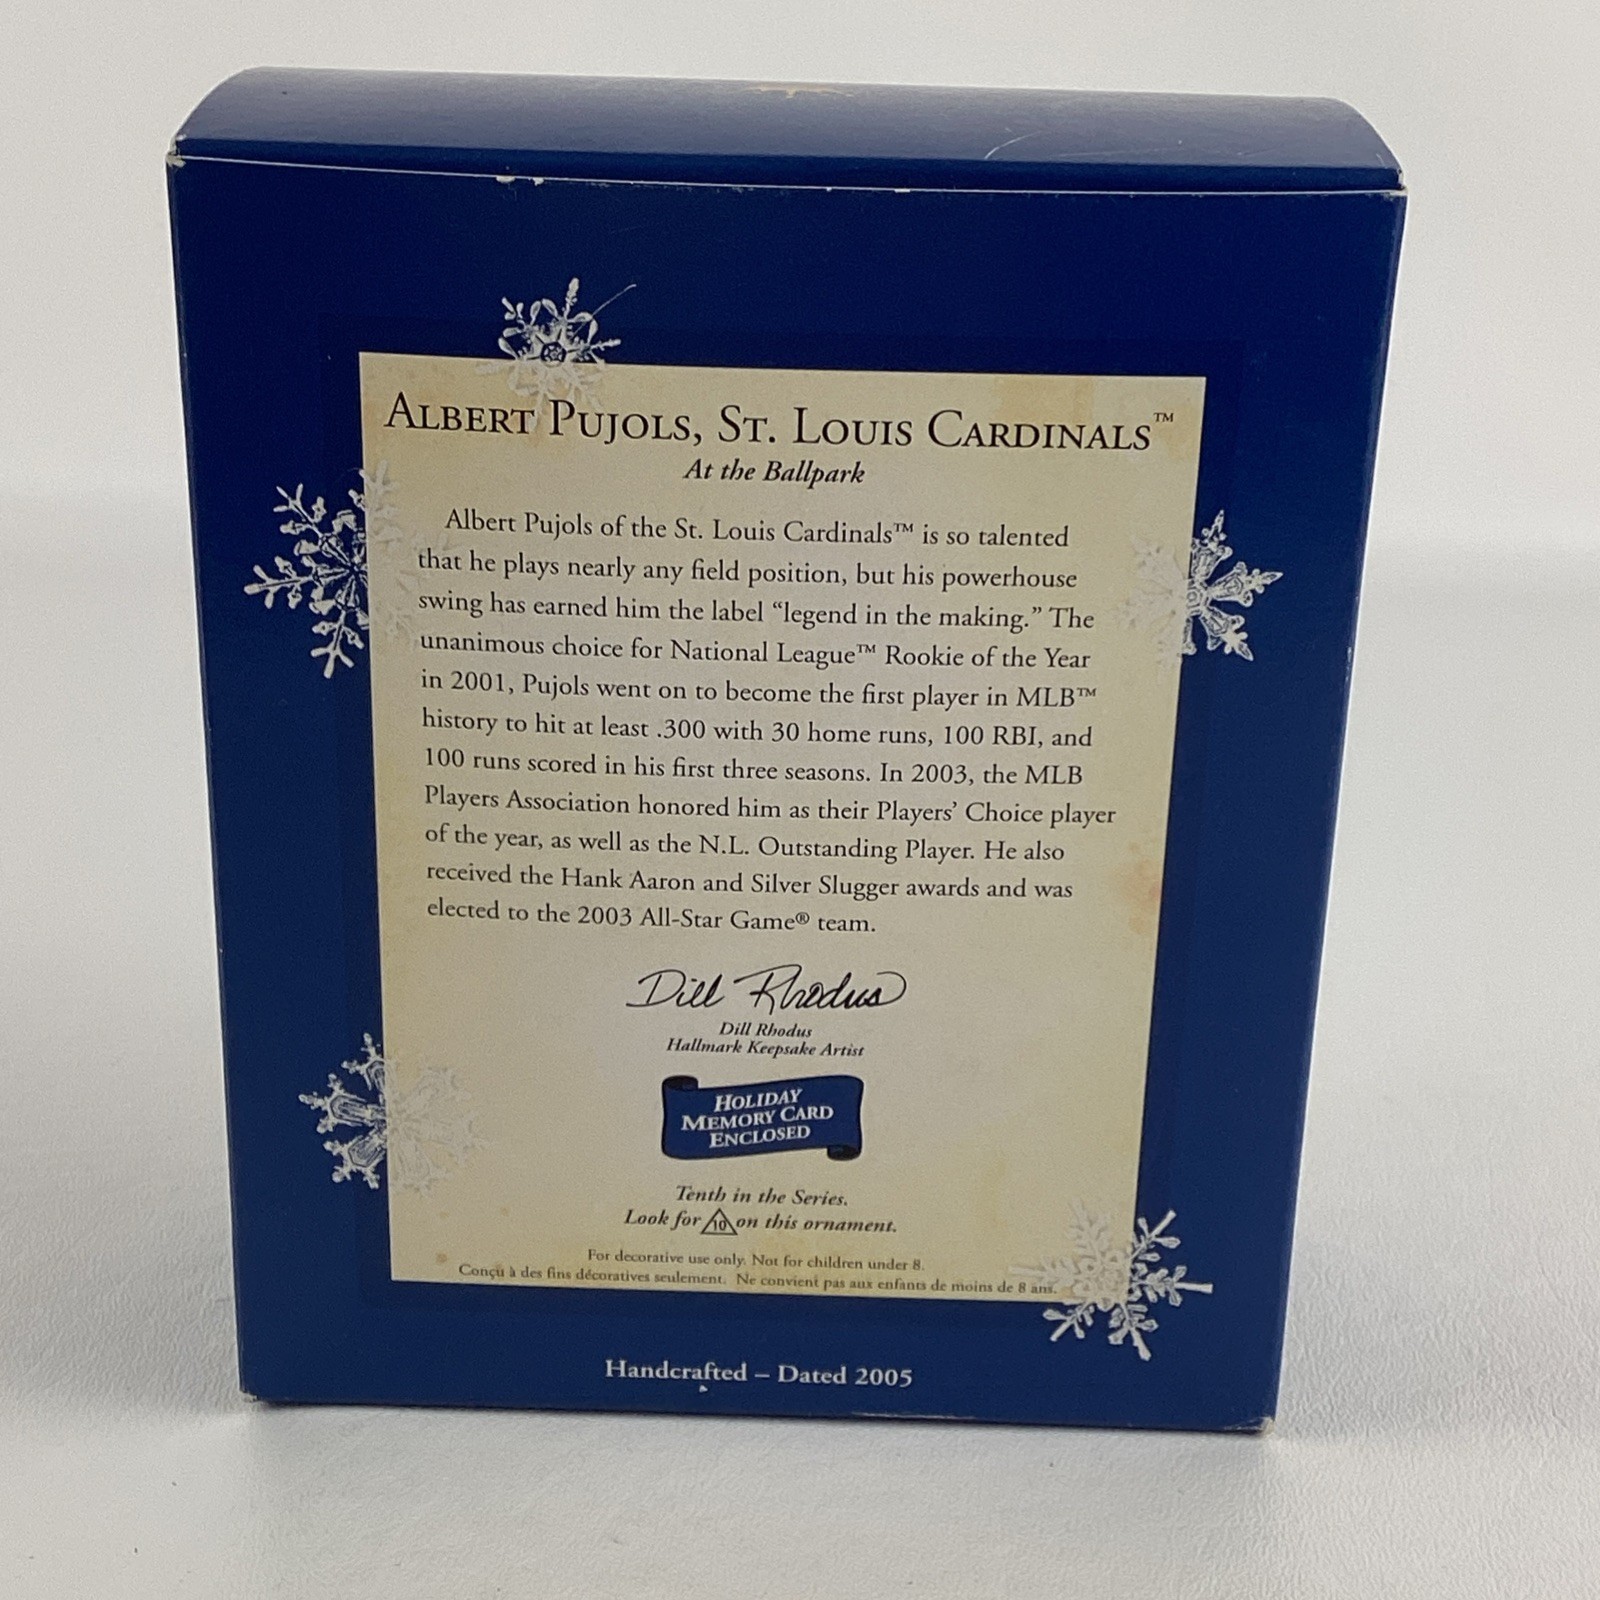 ALBERT PUJOLS, ST. LOUIS CARDINALS™
At the Ballpark
Albert Pujols of the St. Louis Cardinals™ is so talented
that he plays nearly any field position, but his powerhouse
swing has earned him the label “legend in the making.” The
unanimous choice for National League™ Rookie of the Year
in 2001, Pujols went on to become the first player in MLB™
history to hit at least .300 with 30 home runs, 100 RBI, and
100 runs scored in his first three seasons. In 2003, the MLB
Players Association honored him as their Players’ Choice player
of the year, as well as the N.L. Outstanding Player. He also
received the Hank Aaron and Silver Slugger awards and was
elected to the 2003 All-Star Game® team.
Dill Rhodus
Dill Rhodus
Hallmark Keepsake Artist
HOLIDAY
MEMORY CARD
ENCLOSED
Tenth in the Series.
Look for 10 on this ornament.
For decorative use only. Not for children under 8.
Conçu à des fins décoratives seulement. Ne convient pas aux enfants de moins de 8 ans.
Handcrafted – Dated 2005